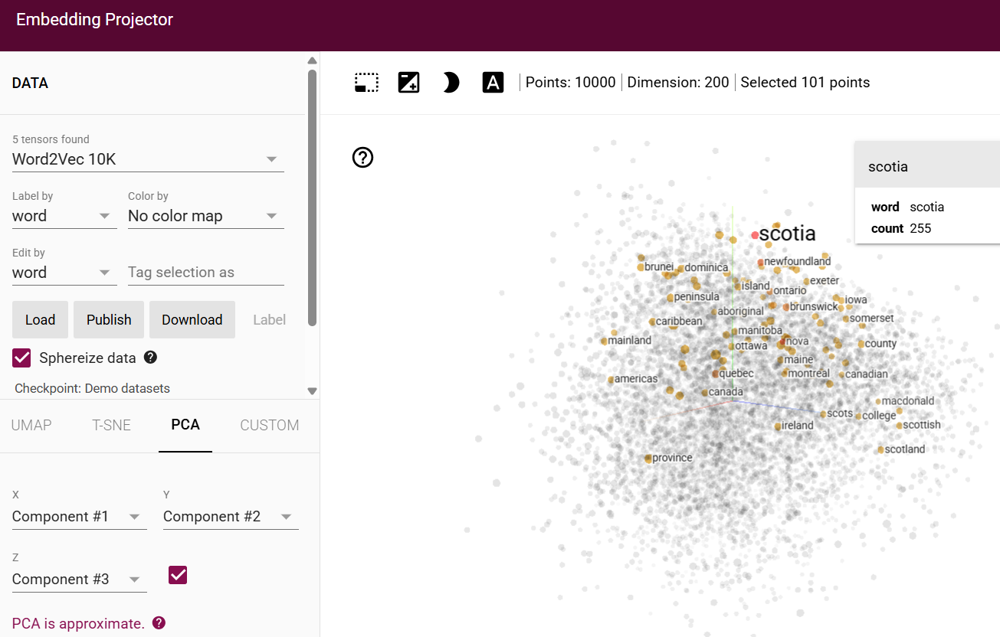 Embedding Projector
DATA
5 tensors found
Word2Vec 10K
Label by
Color by
word
No color map
Edit by
word
Tag selection as
Load
Publish
Download
Label
Sphereize data
Checkpoint: Demo datasets
UMAP
T-SNE
PCA
CUSTOM
X
Y
Component #1
Component #2
Z
Component #3
PCA is approximate.
A
Points: 10000
Dimension: 200
Selected 101 points
scotia
word scotia
count 255
scotia
newfoundland
brunei
dominica
exeter
island
ontario
peninsula
iowa
brunswick
aboriginal
somerset
caribbean
manitoba
mainland
nova
county
ottawa
maine
quebec
montreal
canadian
americas
canada
macdonald
scots
college
ireland
scottish
scotland
province